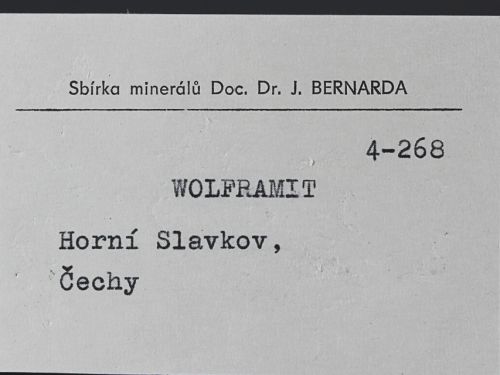 Sbírka minerálů Doc. Dr. J. BERNARDA
4-268
WOLFRAMIT
Horní Slavkov,
Čechy